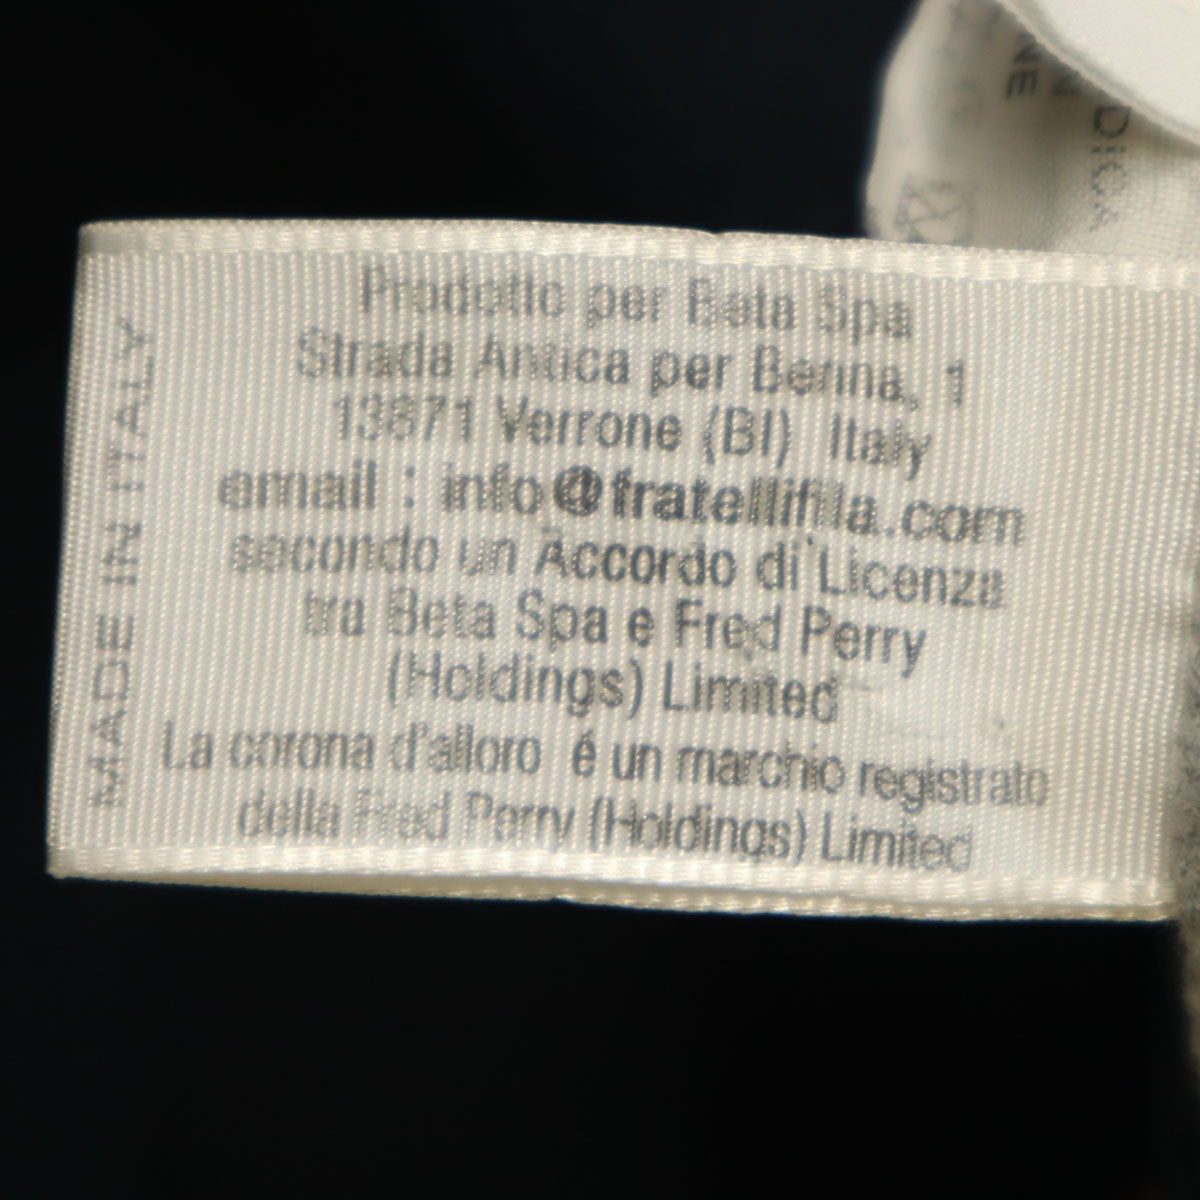 Prodotto per Beta Spa
Strada Antica per Benna, 1
13871 Verrone (BI) Italy
email : info@fratellifila.com
secondo un Accordo di Licenza
tra Beta Spa e Fred Perry
(Holdings) Limited
La corona d'alloro é un marchio registrato
della Fred Perry (Holdings) Limited
MADE IN ITALY